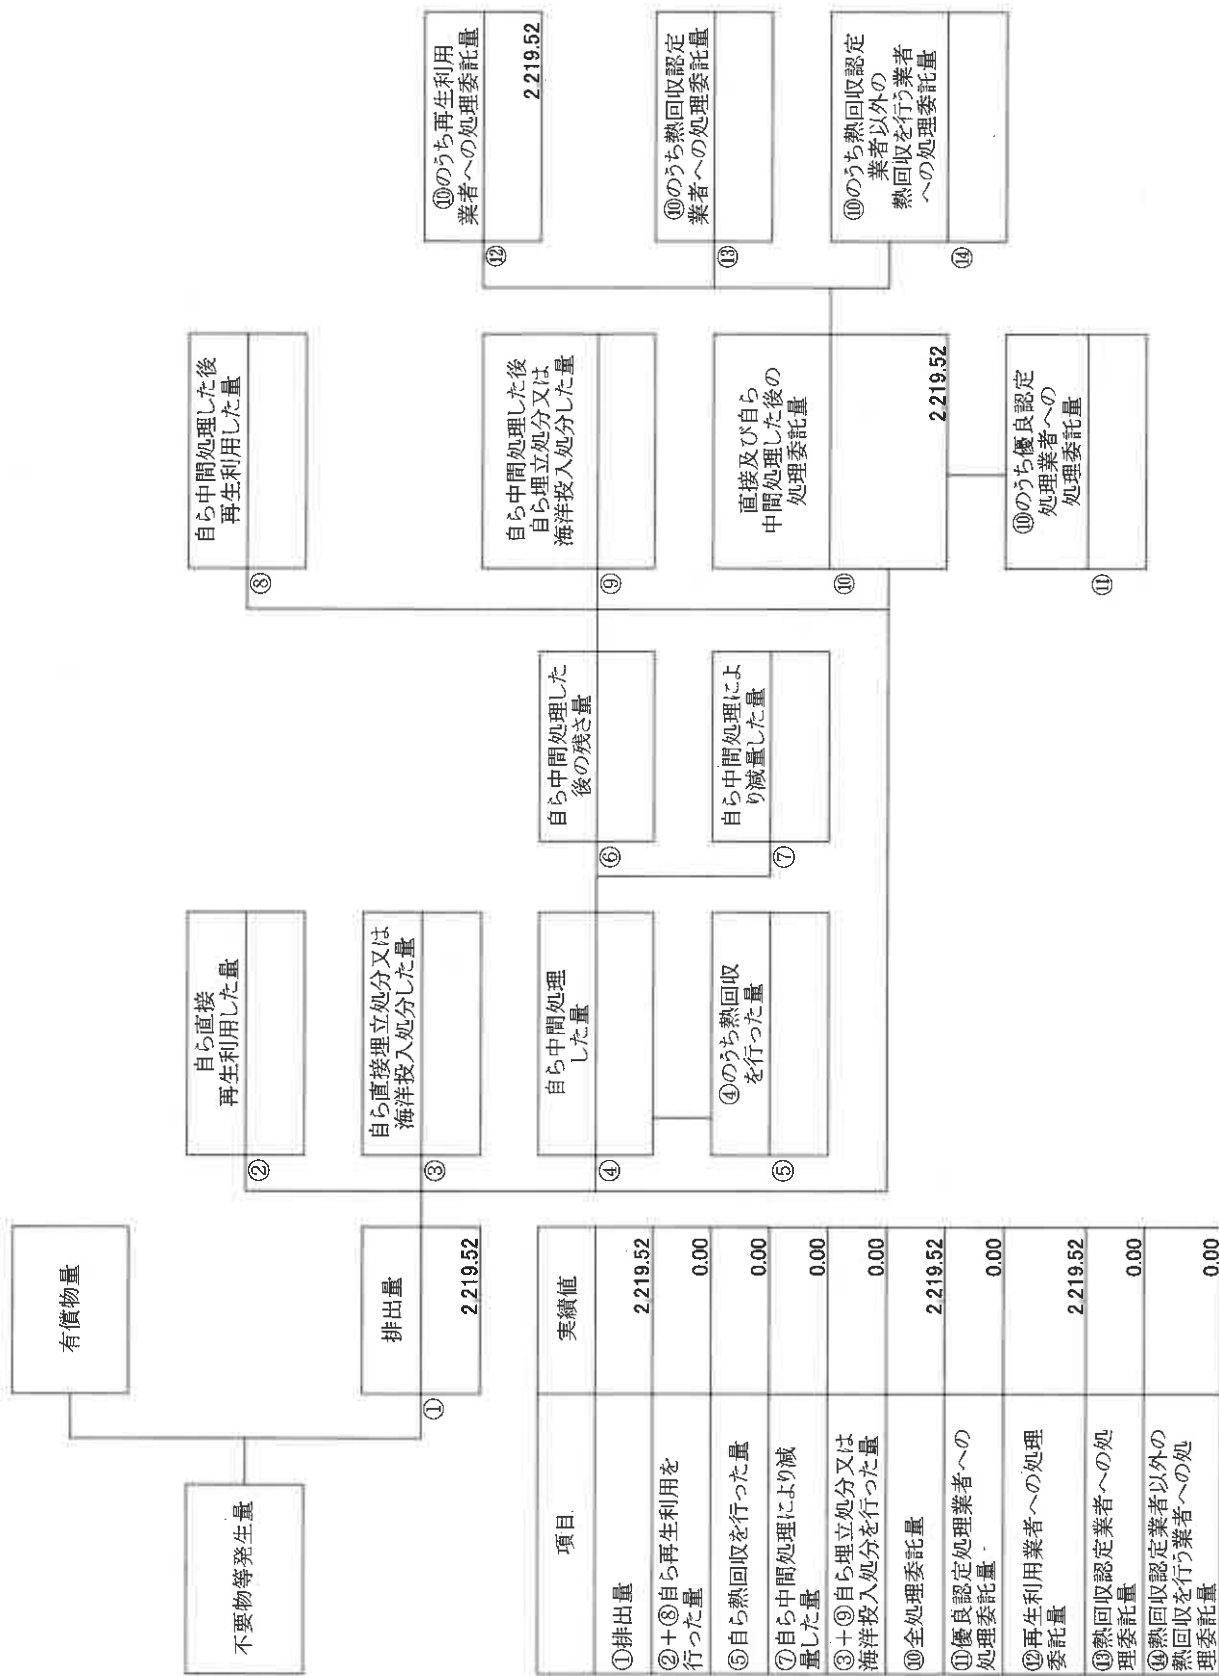 不要物等発生量
有償物量
排出量
①
2,219.52
自ら直接
再生利用した量
②
自ら直接埋立処分又は
海洋投入処分した量
③
自ら中間処理
した量
④
④のうち熱回収
を行った量
⑤
自ら中間処理した
後の残さ量
⑥
自ら中間処理によ
り減量した量
⑦
自ら中間処理した後
再生利用した量
⑧
自ら中間処理した後
自ら埋立処分又は
海洋投入処分した量
⑨
直接及び自ら
中間処理した後の
処理委託量
⑩
2,219.52
⑩のうち優良認定
処理業者への
処理委託量
⑪
⑩のうち再生利用
業者への処理委託量
⑫
2,219.52
⑩のうち熱回収認定
業者への処理委託量
⑬
⑩のうち熱回収認定
業者以外の
熱回収を行う業者
への処理委託量
⑭
項目 実績値
①排出量 2,219.52
②+⑧自ら再生利用を
行った量 0.00
⑤自ら熱回収を行った量 0.00
⑦自ら中間処理により減
量した量 0.00
③+⑨自ら埋立処分又は
海洋投入処分を行った量 0.00
⑩全処理委託量 2,219.52
⑪優良認定処理業者への
処理委託量 0.00
⑫再生利用業者への処理
委託量 2,219.52
⑬熱回収認定業者への処
理委託量 0.00
⑭熱回収認定業者以外の
熱回収を行う業者への処
理委託量 0.00